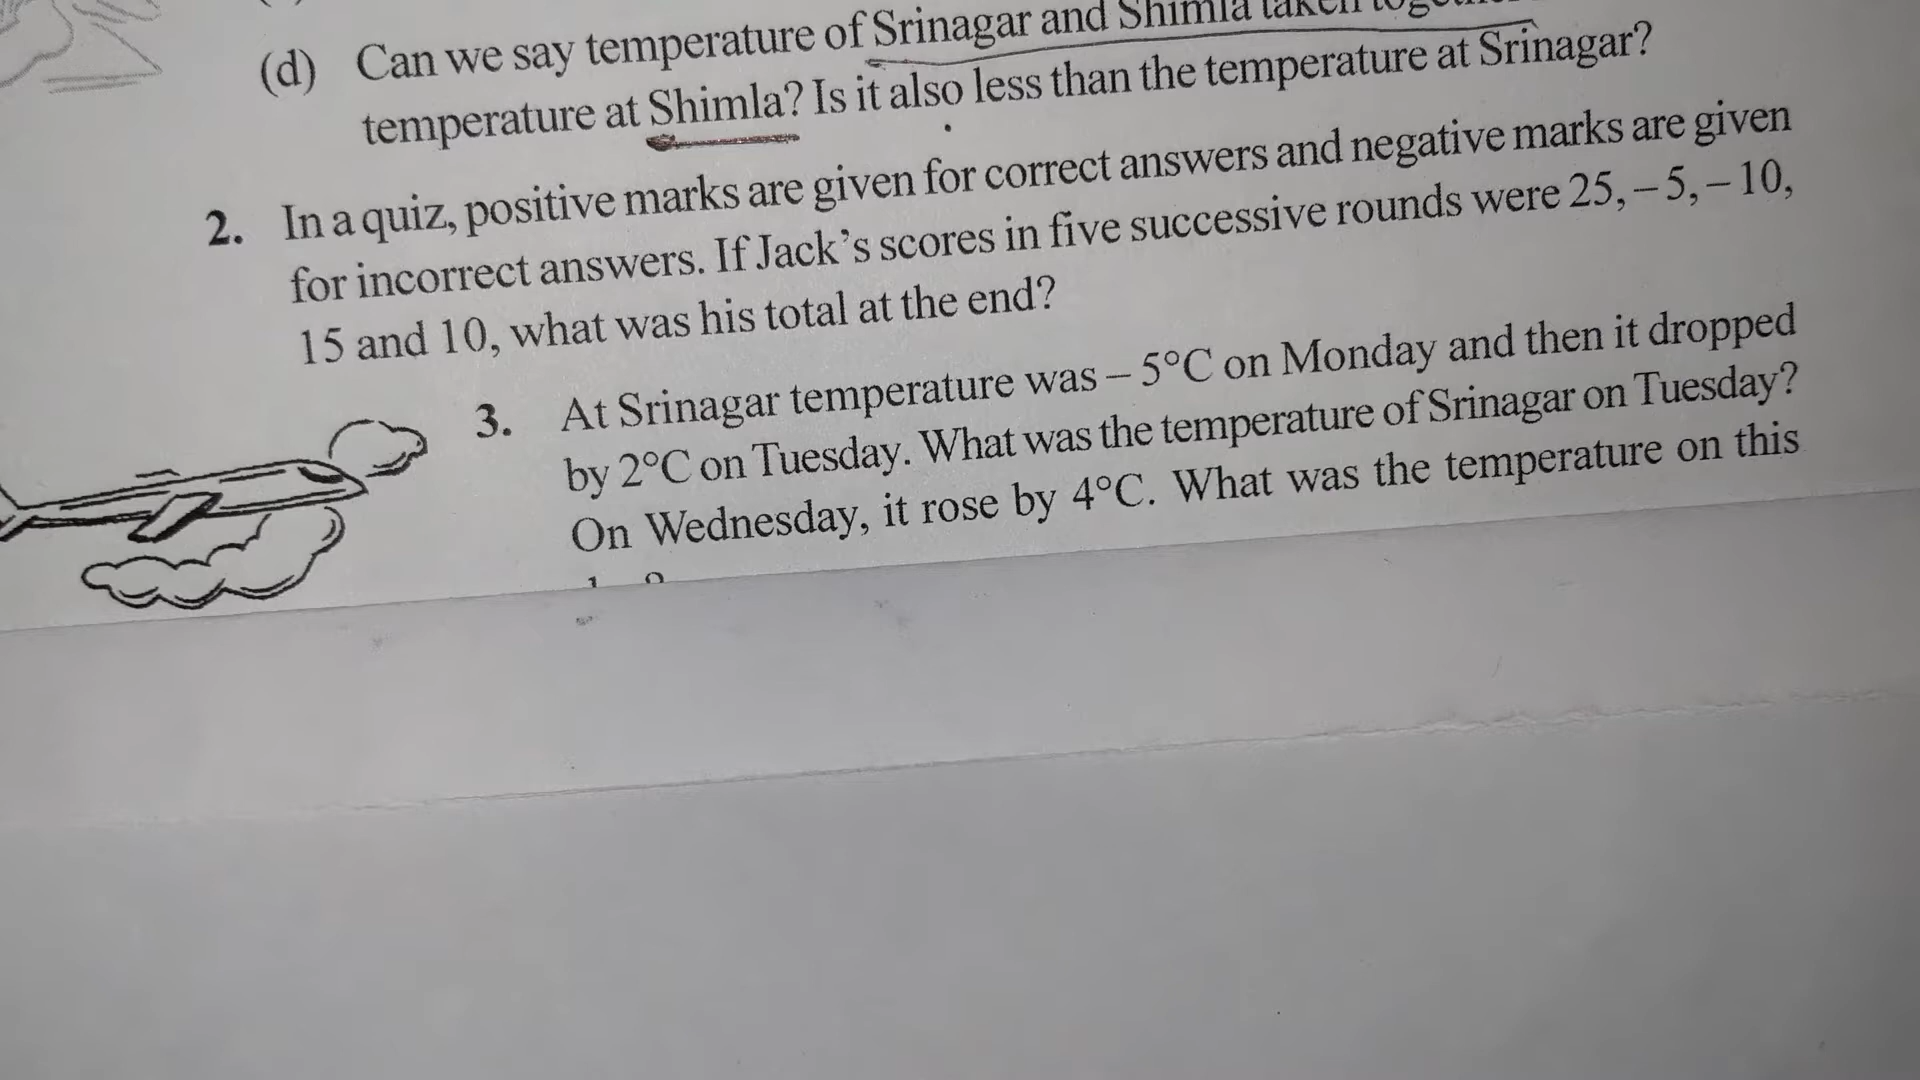 (d) Can we say temperature of Srinagar and Shimla taken
temperature at Shimla? Is it also less than the temperature at Srinagar?
2. In a quiz, positive marks are given for correct answers and negative marks are given
for incorrect answers. If Jack’s scores in five successive rounds were 25, – 5, – 10,
15 and 10, what was his total at the end?
3. At Srinagar temperature was – 5°C on Monday and then it dropped
by 2°C on Tuesday. What was the temperature of Srinagar on Tuesday?
On Wednesday, it rose by 4°C. What was the temperature on this